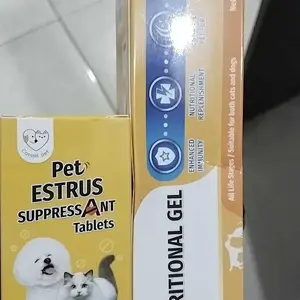 Pet
ESTRUS
SUPPRESSANT
Tablets
NUTRITIONAL
REPLENISHMENT
ENHANCED
IMMUNITY
RITIONAL GEL
All Life Stages / Suitable for both cats and dogs